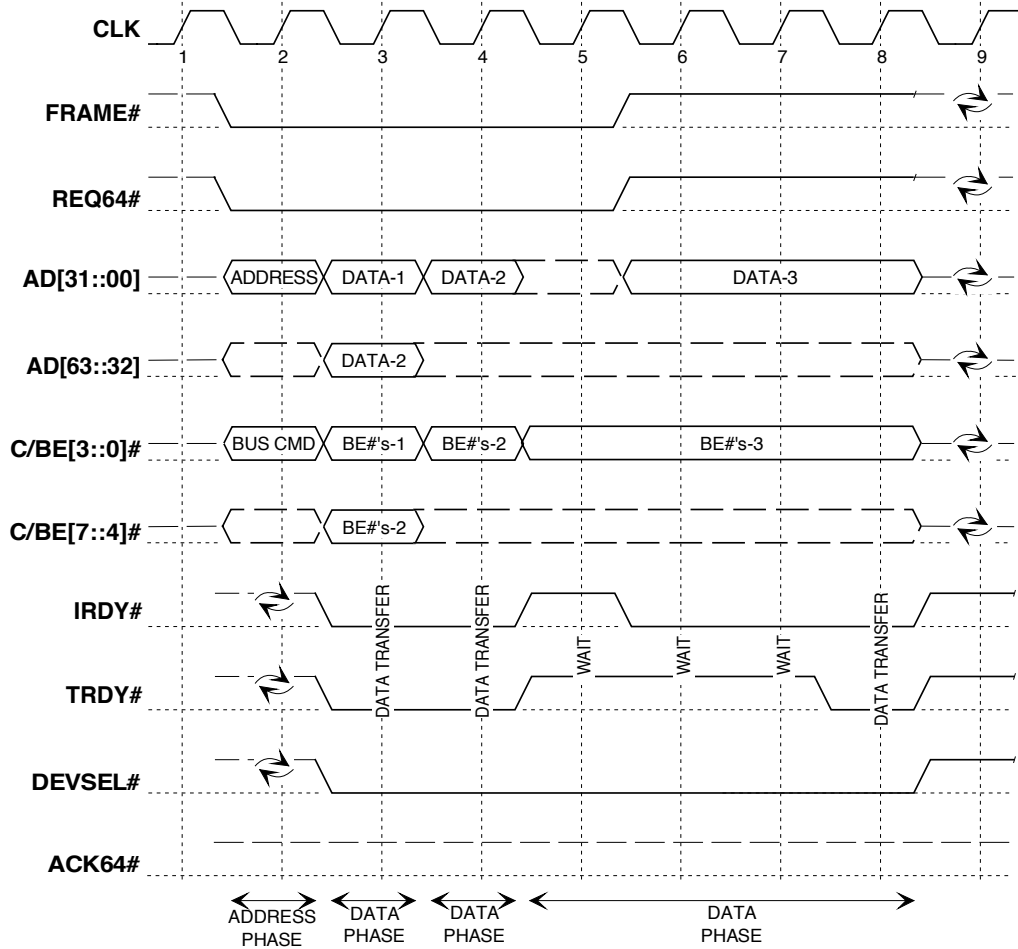 CLK
1 2 3 4 5 6 7 8 9
FRAME#
REQ64#
AD[31::00] ADDRESS DATA-1 DATA-2 DATA-3
AD[63::32] DATA-2
C/BE[3::0]# BUS CMD BE#'s-1 BE#'s-2 BE#'s-3
C/BE[7::4]# BE#'s-2
IRDY#
DATA TRANSFER
DATA TRANSFER
WAIT
WAIT
WAIT
DATA TRANSFER
TRDY#
DEVSEL#
ACK64#
ADDRESS DATA DATA DATA
PHASE PHASE PHASE PHASE